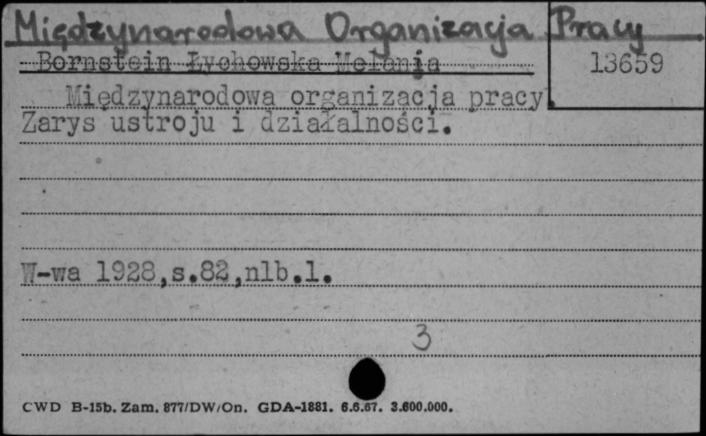 Międzynarodowa Organizacja Pracy
Bornstein Łychowska Melanja
13659
Międzynarodowa organizacja pracy.
Zarys ustroju i działalności.
W-wa 1928,s.82,nlb.1.
3
CWD B-15b. Zam. 877/DW/On. GDA-1881. 6.6.67. 3.600.000.